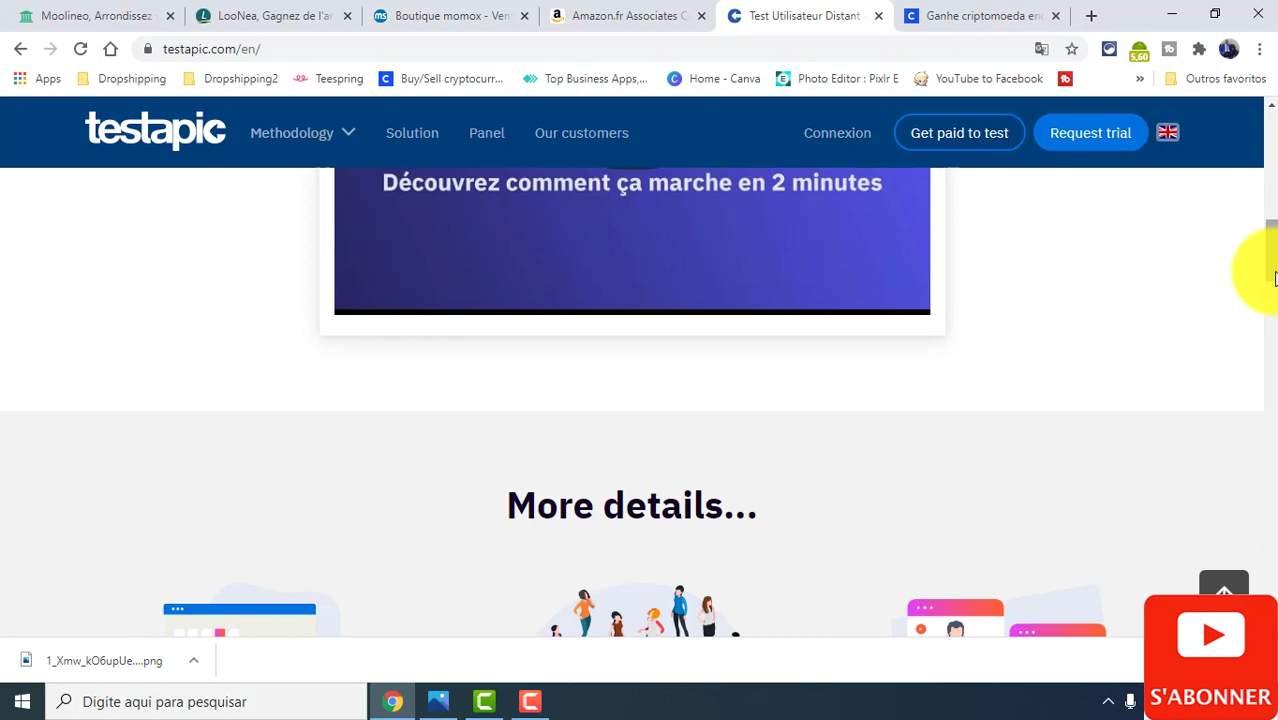 Moolineo, Arrondissez
LooNea, Gagnez de l'ar
Boutique momox - Ven
Amazon.fr Associates C
Test Utilisateur Distant -
Ganhe criptomoeda enq
testapic.com/en/
5,60
Apps
Dropshipping
Dropshipping2
Teespring
Buy/Sell cryptocurr...
Top Business Apps,...
Home - Canva
Photo Editor : Pixlr E
YouTube to Facebook
Outros favoritos
testapic
Methodology
Solution
Panel
Our customers
Connexion
Get paid to test
Request trial
Découvrez comment ça marche en 2 minutes
More details...
1_Xmw_kO6upUe....png
S'ABONNER
Digite aqui para pesquisar